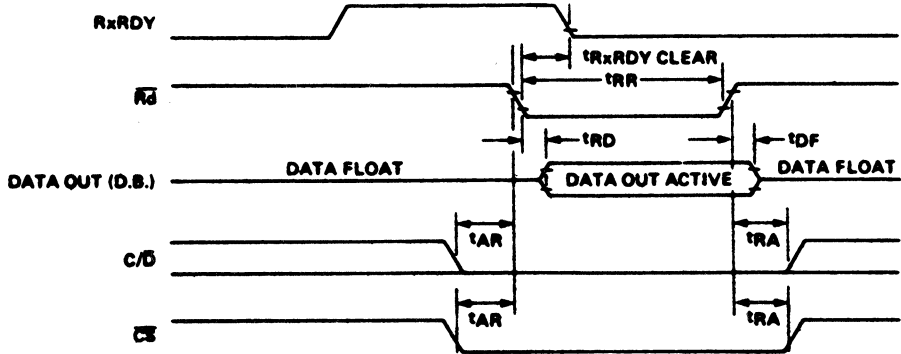 RxRDY
tRxRDY CLEAR
tRR
Rd
tRD
tDF
DATA OUT (D.B.)
DATA FLOAT
DATA OUT ACTIVE
DATA FLOAT
tAR
tRA
C/D
tAR
tRA
CS